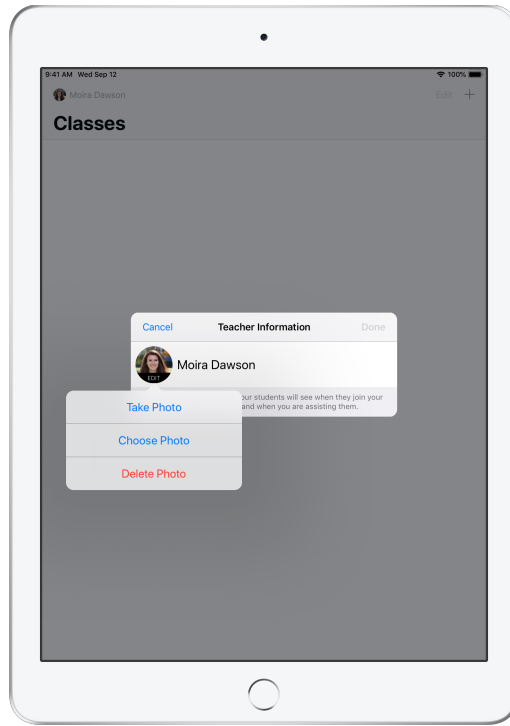 9:41 AM Wed Sep 12
100%
Moira Dawson
Edit
Classes
Cancel
Teacher Information
Done
EDIT
Moira Dawson
our students will see when they join your
and when you are assisting them.
Take Photo
Choose Photo
Delete Photo